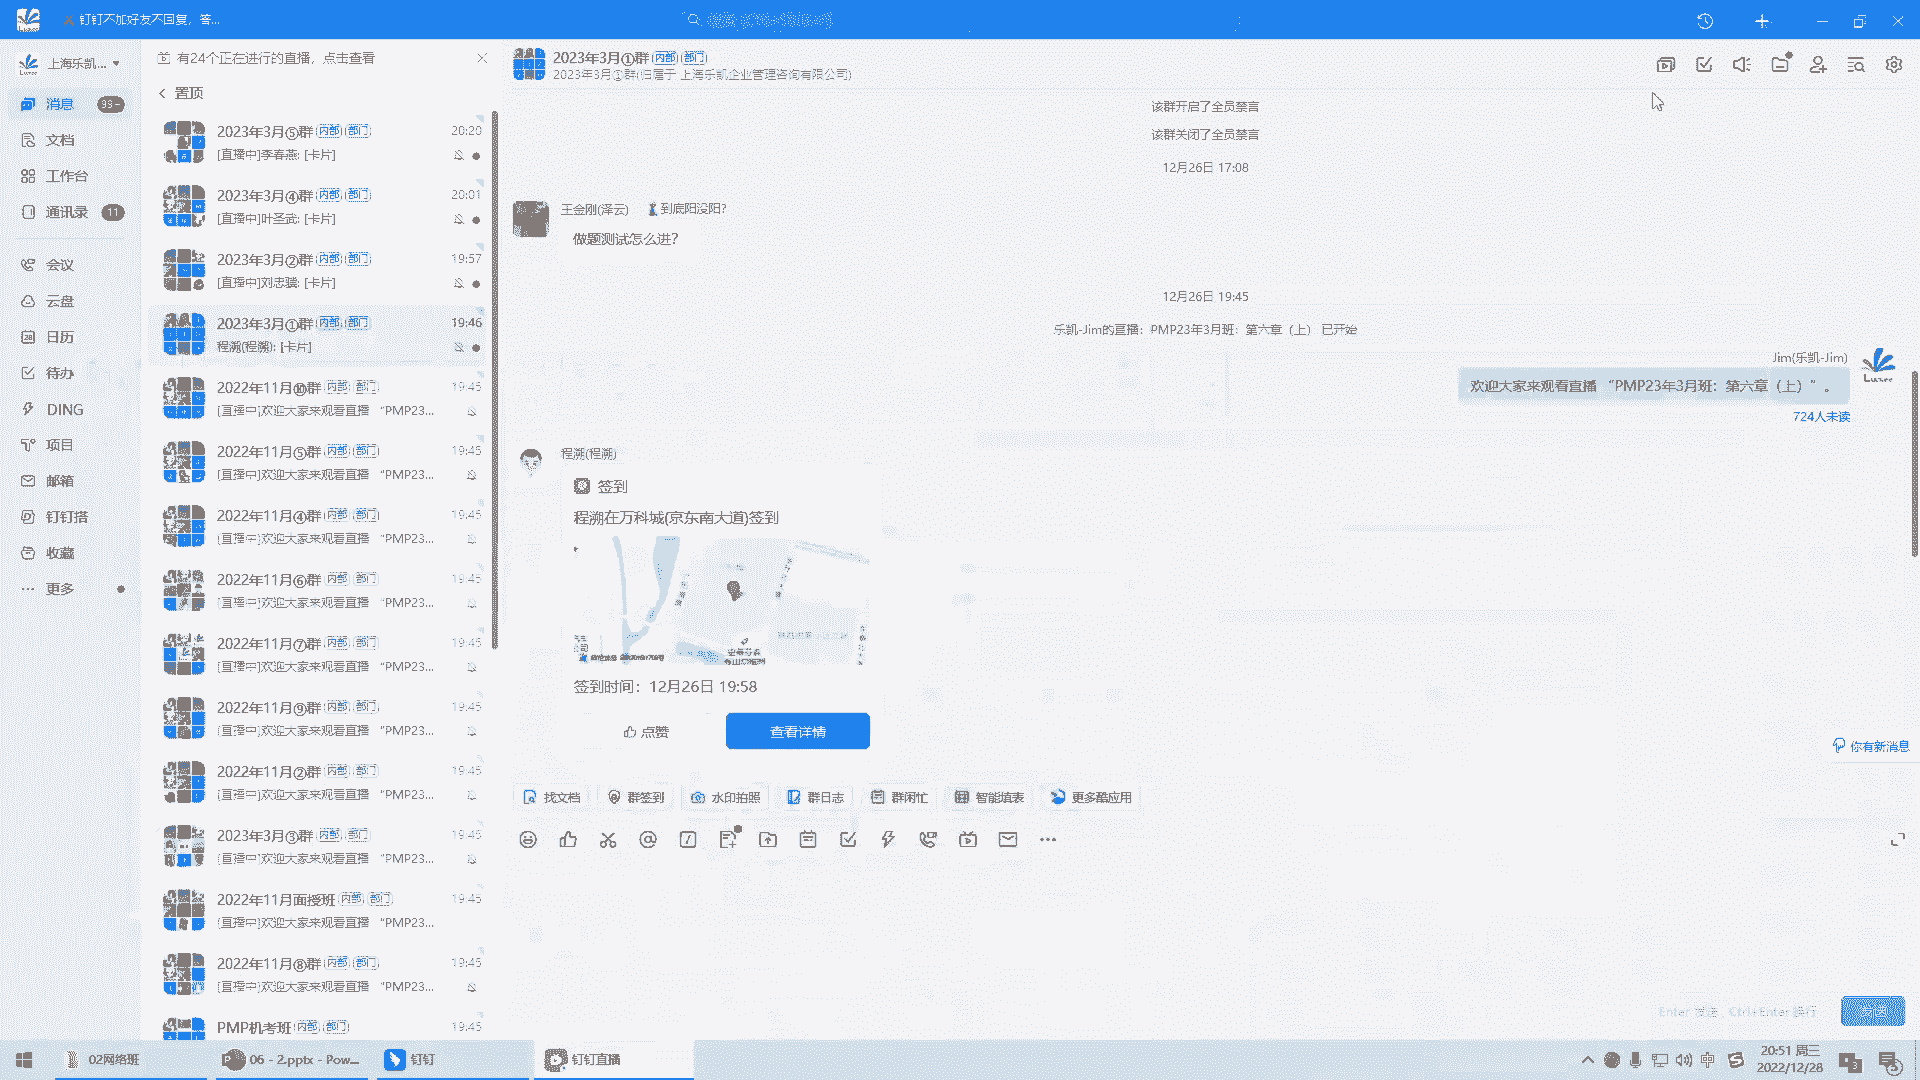 钉钉不加好友不回复，答...
上海乐凯...
消息 99+
文档
工作台
通讯录 11
会议
云盘
日历
待办
DING
项目
邮箱
钉钉搭
收藏
更多
有24个正在进行的直播，点击查看
置顶
2023年3月⑤群 内部 部门 20:20
[直播中]李春燕: [卡片]
2023年3月④群 内部 部门 20:01
[直播中]叶圣武: [卡片]
2023年3月②群 内部 部门 19:57
[直播中]刘忠骥: [卡片]
2023年3月①群 内部 部门 19:46
程溯(程溯): [卡片]
2022年11月⑩群 内部 部门 19:45
[直播中]欢迎大家来观看直播 “PMP23...
2022年11月⑤群 内部 部门 19:45
[直播中]欢迎大家来观看直播 “PMP23...
2022年11月④群 内部 部门 19:45
[直播中]欢迎大家来观看直播 “PMP23...
2022年11月⑥群 内部 部门 19:45
[直播中]欢迎大家来观看直播 “PMP23...
2022年11月⑦群 内部 部门 19:45
[直播中]欢迎大家来观看直播 “PMP23...
2022年11月⑨群 内部 部门 19:45
[直播中]欢迎大家来观看直播 “PMP23...
2022年11月②群 内部 部门 19:45
[直播中]欢迎大家来观看直播 “PMP23...
2023年3月③群 内部 部门 19:45
[直播中]欢迎大家来观看直播 “PMP23...
2022年11月面授班 内部 部门 19:45
[直播中]欢迎大家来观看直播 “PMP23...
2022年11月⑧群 内部 部门 19:45
[直播中]欢迎大家来观看直播 “PMP23...
PMP机考班 内部 部门 19:45
2023年3月①群 内部 部门
2023年3月①群(归属于 上海乐凯企业管理咨询有限公司)
该群开启了全员禁言
该群关闭了全员禁言
12月26日 17:08
王金刚(泽云) 到底阳没阳?
做题测试怎么进?
12月26日 19:45
乐凯-Jim的直播：PMP23年3月班：第六章（上） 已开始
Jim(乐凯-Jim)
欢迎大家来观看直播 “PMP23年3月班：第六章（上）”。
724人未读
程溯(程溯)
签到
程溯在万科城(京东南大道)签到
签到时间：12月26日 19:58
点赞 查看详情
你有新消息
找文档 群签到 水印拍照 群日志 群闲忙 智能填表 更多酷应用
Enter 发送, Ctrl+Enter 换行
02网络班
06 - 2.pptx - Pow...
钉钉
钉钉直播
中
20:51 周三
2022/12/28